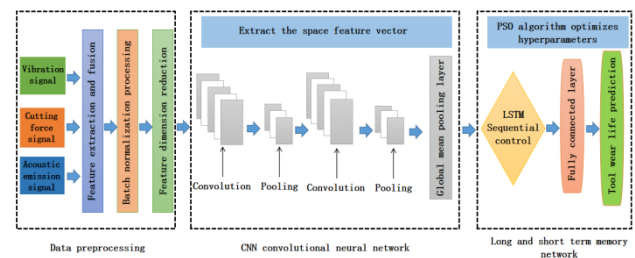 Vibration
signal
Cutting
force
signal
Acoustic
emission
signal
Feature extraction and fusion
Batch normalization processing
Feature dimension reduction
Data preprocessing
Extract the space feature vector
Convolution
Pooling
Convolution
Pooling
Global mean pooling layer
CNN convolutional neural network
PSO algorithm optimizes
hyperparameters
LSTM
Sequential
control
Fully connected layer
Tool wear life prediction
Long and short term memory
network